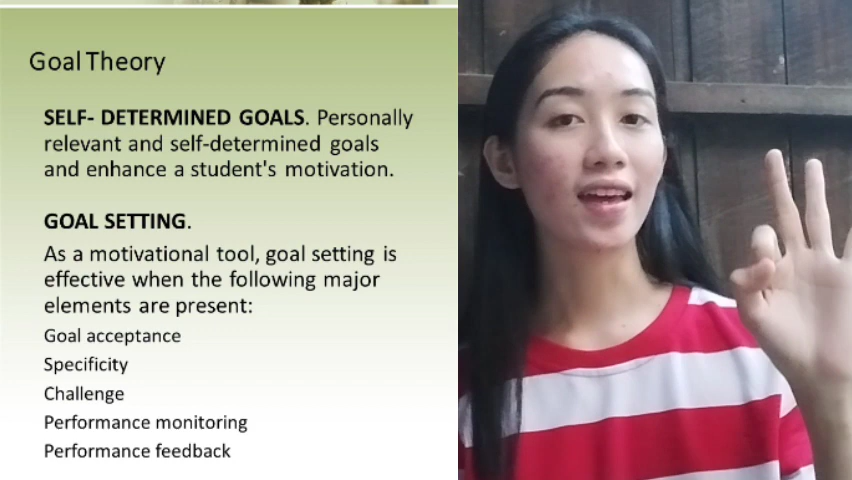 Goal Theory
SELF- DETERMINED GOALS. Personally
relevant and self-determined goals
and enhance a student's motivation.
GOAL SETTING.
As a motivational tool, goal setting is
effective when the following major
elements are present:
Goal acceptance
Specificity
Challenge
Performance monitoring
Performance feedback